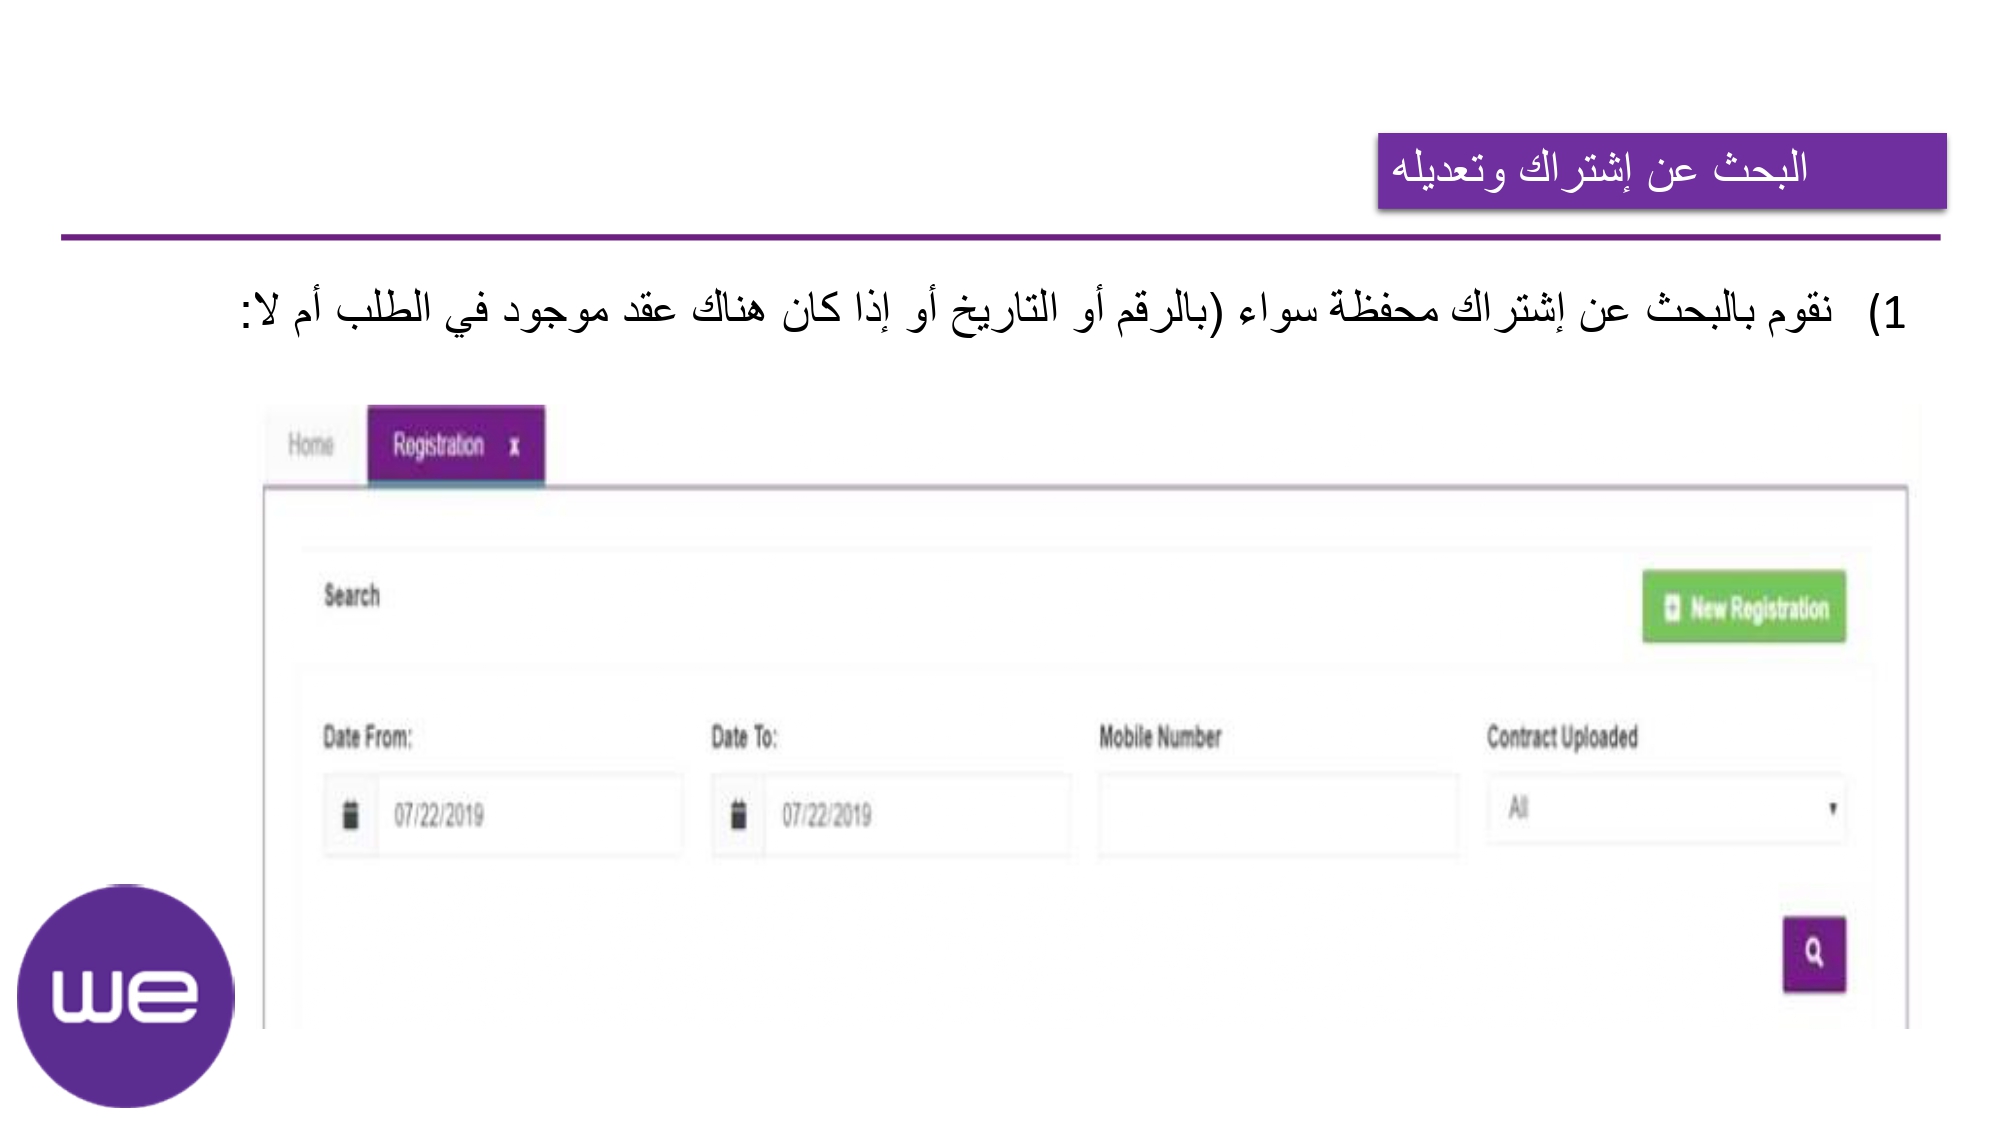 البحث عن إشتراك وتعديله
1) نقوم بالبحث عن إشتراك محفظة سواء (بالرقم أو التاريخ أو إذا كان هناك عقد موجود في الطلب أم لا:
Home
Registration x
Search
New Registration
Date From:
Date To:
Mobile Number
Contract Uploaded
07/22/2019
07/22/2019
All
we